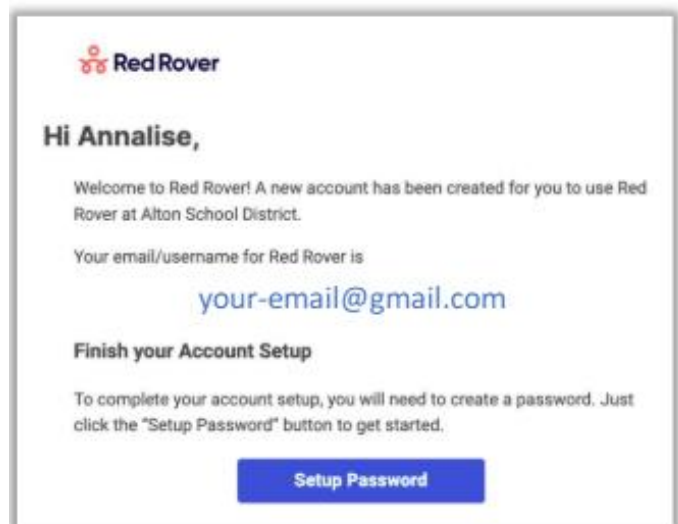 Red Rover
Hi Annalise,
Welcome to Red Rover! A new account has been created for you to use Red
Rover at Alton School District.
Your email/username for Red Rover is
your-email@gmail.com
Finish your Account Setup
To complete your account setup, you will need to create a password. Just
click the "Setup Password" button to get started.
Setup Password